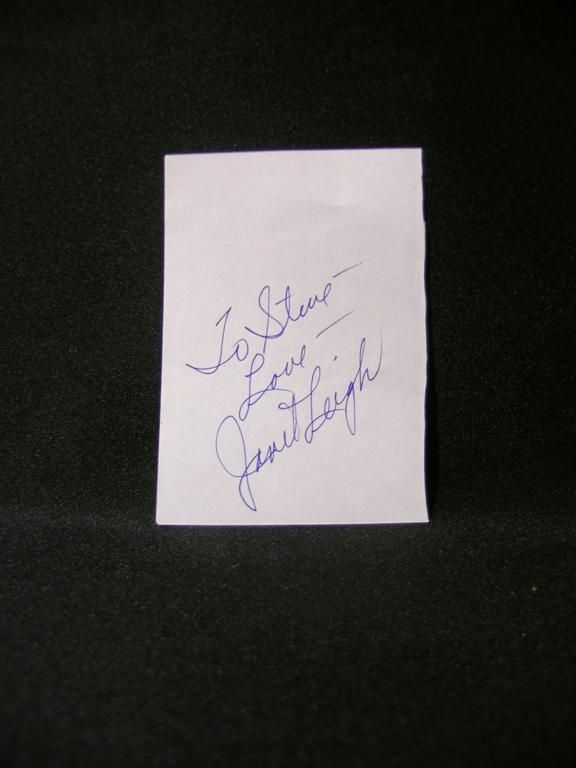 To Steve -
Love -
Janet Leigh